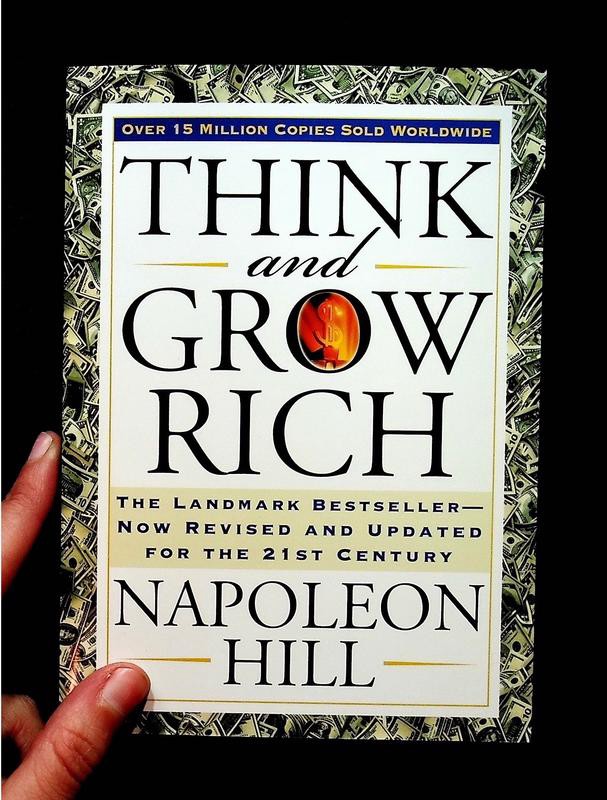 OVER 15 MILLION COPIES SOLD WORLDWIDE
THINK
and
GROW
RICH
THE LANDMARK BESTSELLER—
NOW REVISED AND UPDATED
FOR THE 21ST CENTURY
NAPOLEON
HILL